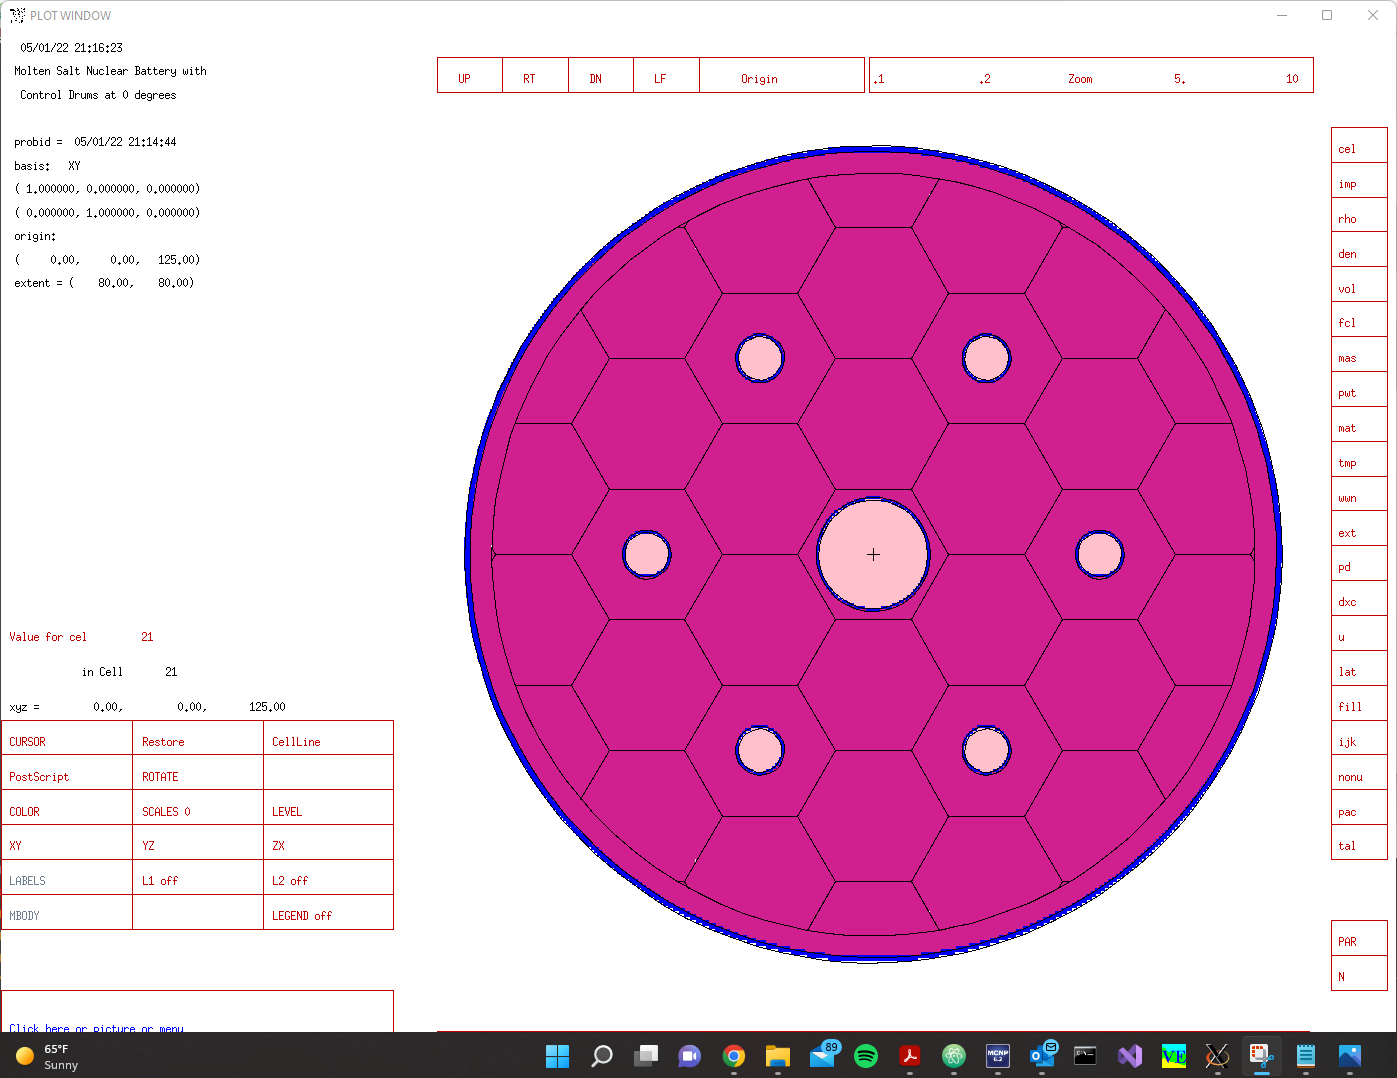 PLOT WINDOW
05/01/22 21:16:23
Molten Salt Nuclear Battery with
Control Drums at 0 degrees
probid = 05/01/22 21:14:44
basis: XY
( 1.000000, 0.000000, 0.000000)
( 0.000000, 1.000000, 0.000000)
origin:
( 0.00, 0.00, 125.00)
extent = ( 80.00, 80.00)
UP RT DN LF Origin .1 .2 Zoom 5. 10
cel
imp
rho
den
vol
fcl
mas
pwt
mat
tmp
wwn
ext
pd
dxc
u
lat
fill
ijk
nonu
pac
tal
PAR
N
Value for cel 21
in Cell 21
xyz = 0.00, 0.00, 125.00
CURSOR Restore CellLine
PostScript ROTATE
COLOR SCALES 0 LEVEL
XY YZ ZX
LABELS L1 off L2 off
MBODY LEGEND off
Click here or picture or menu
65°F
Sunny
89
MCNP
6.2
VE